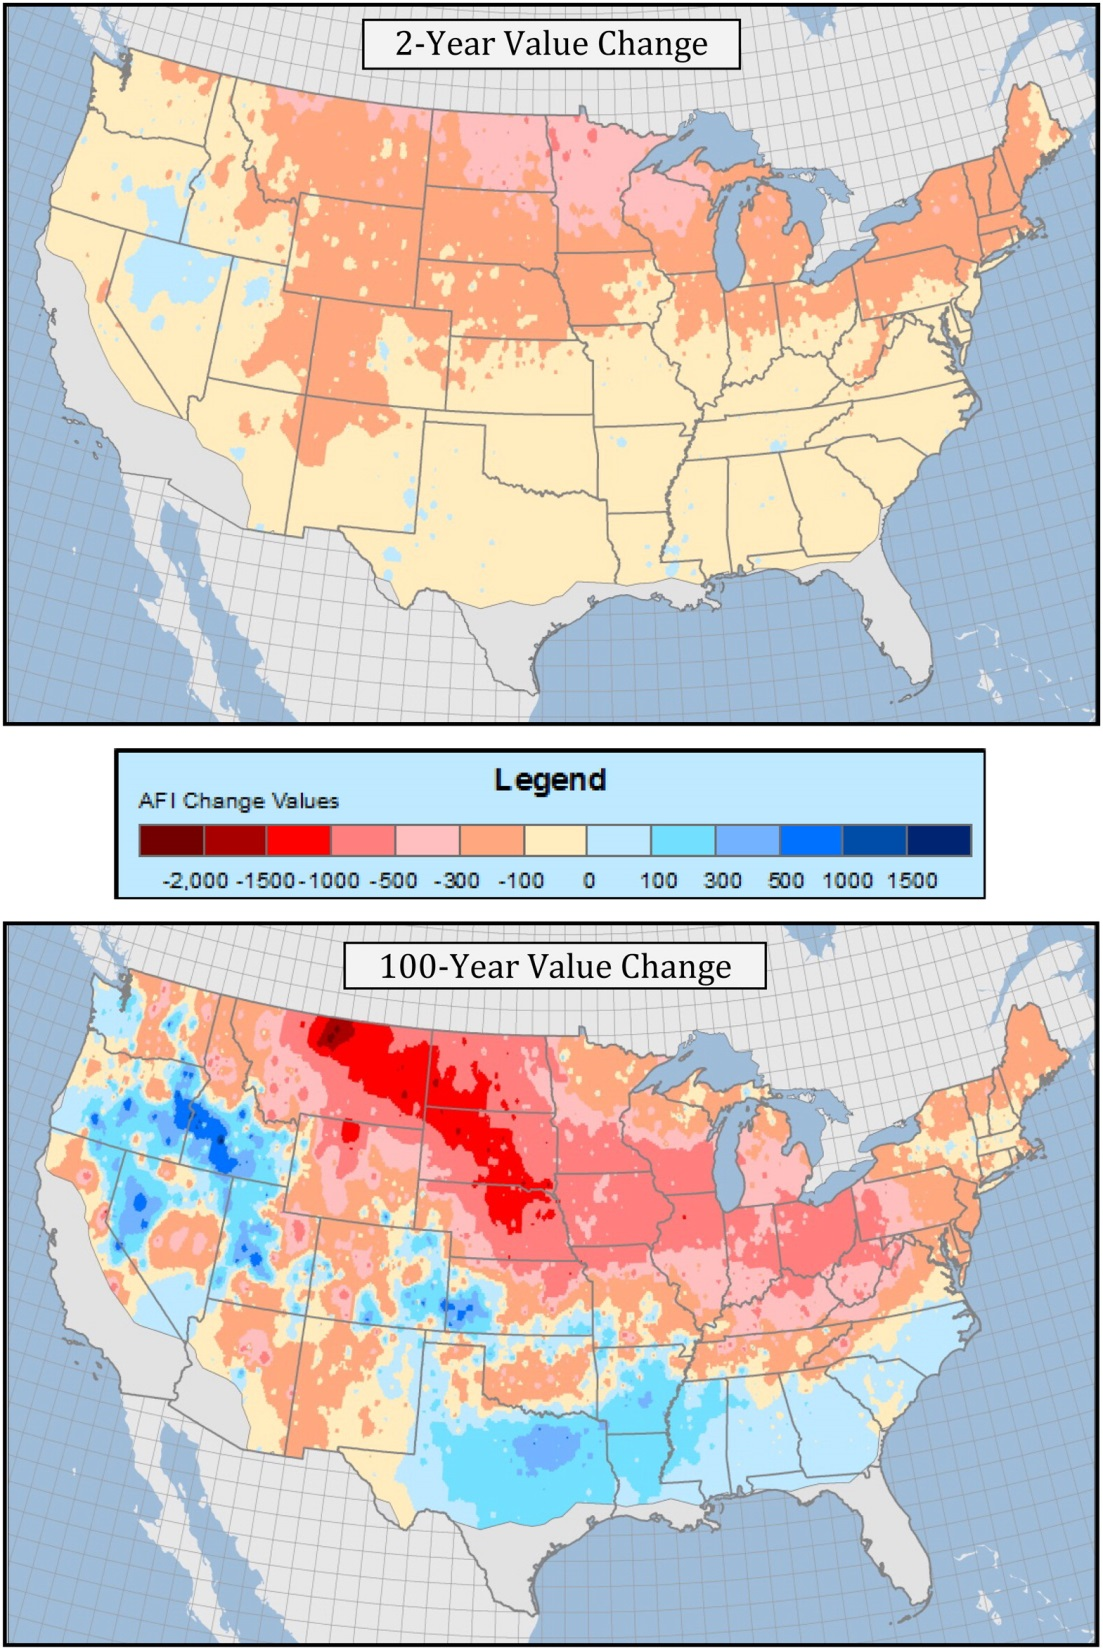 2-Year Value Change
Legend
AFI Change Values
-2,000 -1500 -1000 -500 -300 -100 0 100 300 500 1000 1500
100-Year Value Change